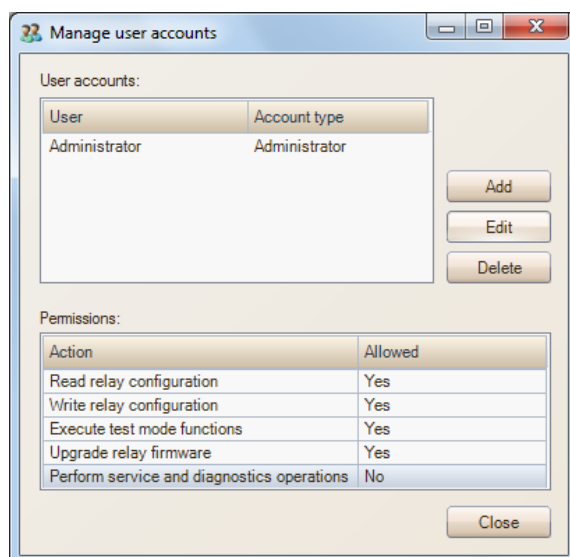 Manage user accounts
User accounts:
User Account type
Administrator Administrator
Add
Edit
Delete
Permissions:
Action Allowed
Read relay configuration Yes
Write relay configuration Yes
Execute test mode functions Yes
Upgrade relay firmware Yes
Perform service and diagnostics operations No
Close